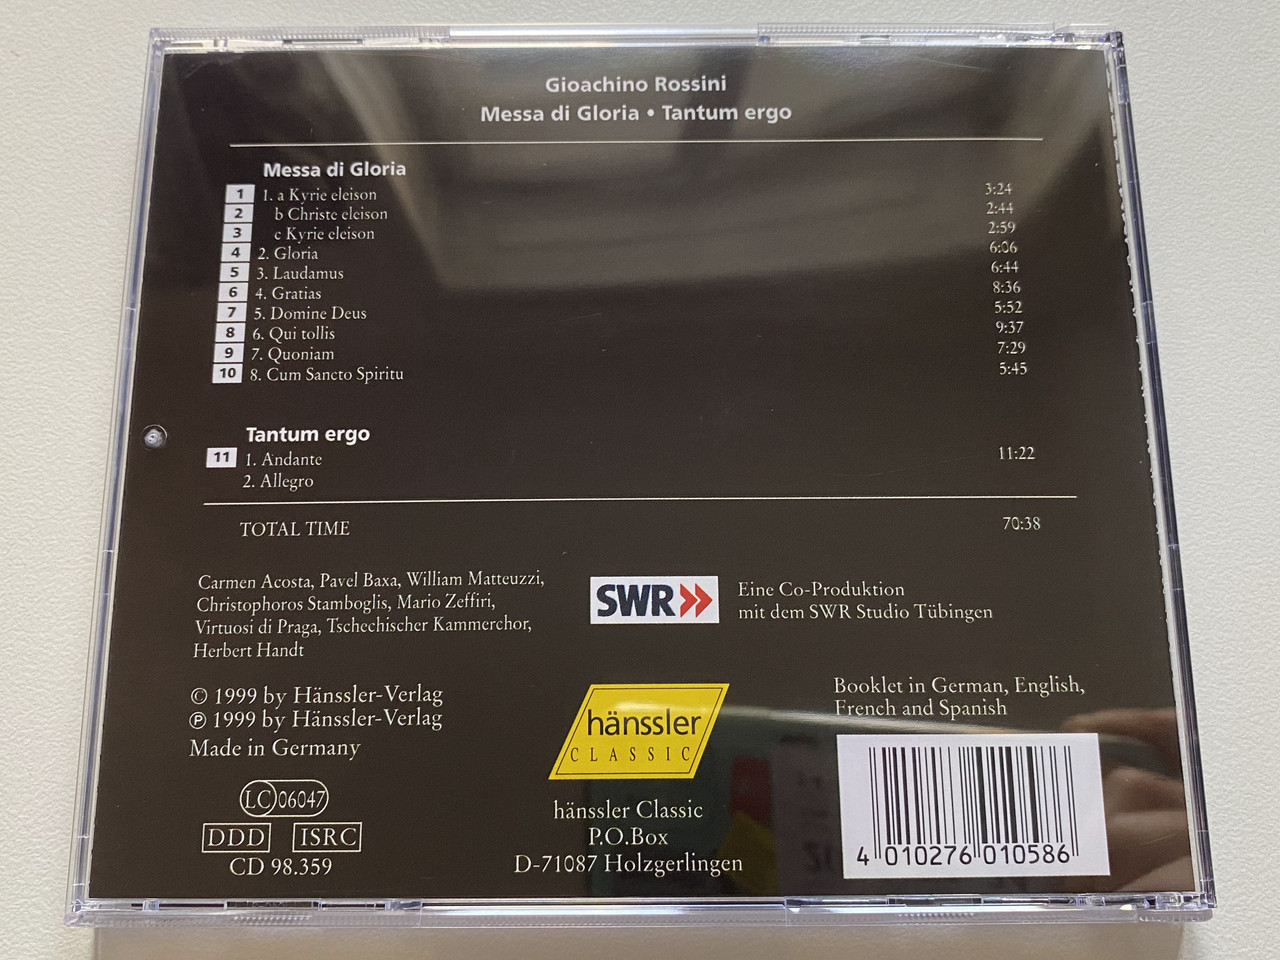 Gioachino Rossini
Messa di Gloria • Tantum ergo
Messa di Gloria
1 1. a Kyrie eleison 3:24
2 b Christe eleison 2:44
3 c Kyrie eleison 2:59
4 2. Gloria 6:06
5 3. Laudamus 6:44
6 4. Gratias 8:36
7 5. Domine Deus 5:52
8 6. Qui tollis 9:37
9 7. Quoniam 7:29
10 8. Cum Sancto Spiritu 5:45
Tantum ergo
11 1. Andante 11:22
2. Allegro
TOTAL TIME 70:38
Carmen Acosta, Pavel Baxa, William Matteuzzi,
Christophoros Stamboglis, Mario Zeffiri,
Virtuosi di Praga, Tschechischer Kammerchor,
Herbert Handt
SWR
Eine Co-Produktion
mit dem SWR Studio Tübingen
© 1999 by Hänssler-Verlag
℗ 1999 by Hänssler-Verlag
Made in Germany
LC 06047
DDD ISRC
CD 98.359
hänssler
CLASSIC
hänssler Classic
P.O.Box
D-71087 Holzgerlingen
Booklet in German, English,
French and Spanish
4 010276 010586